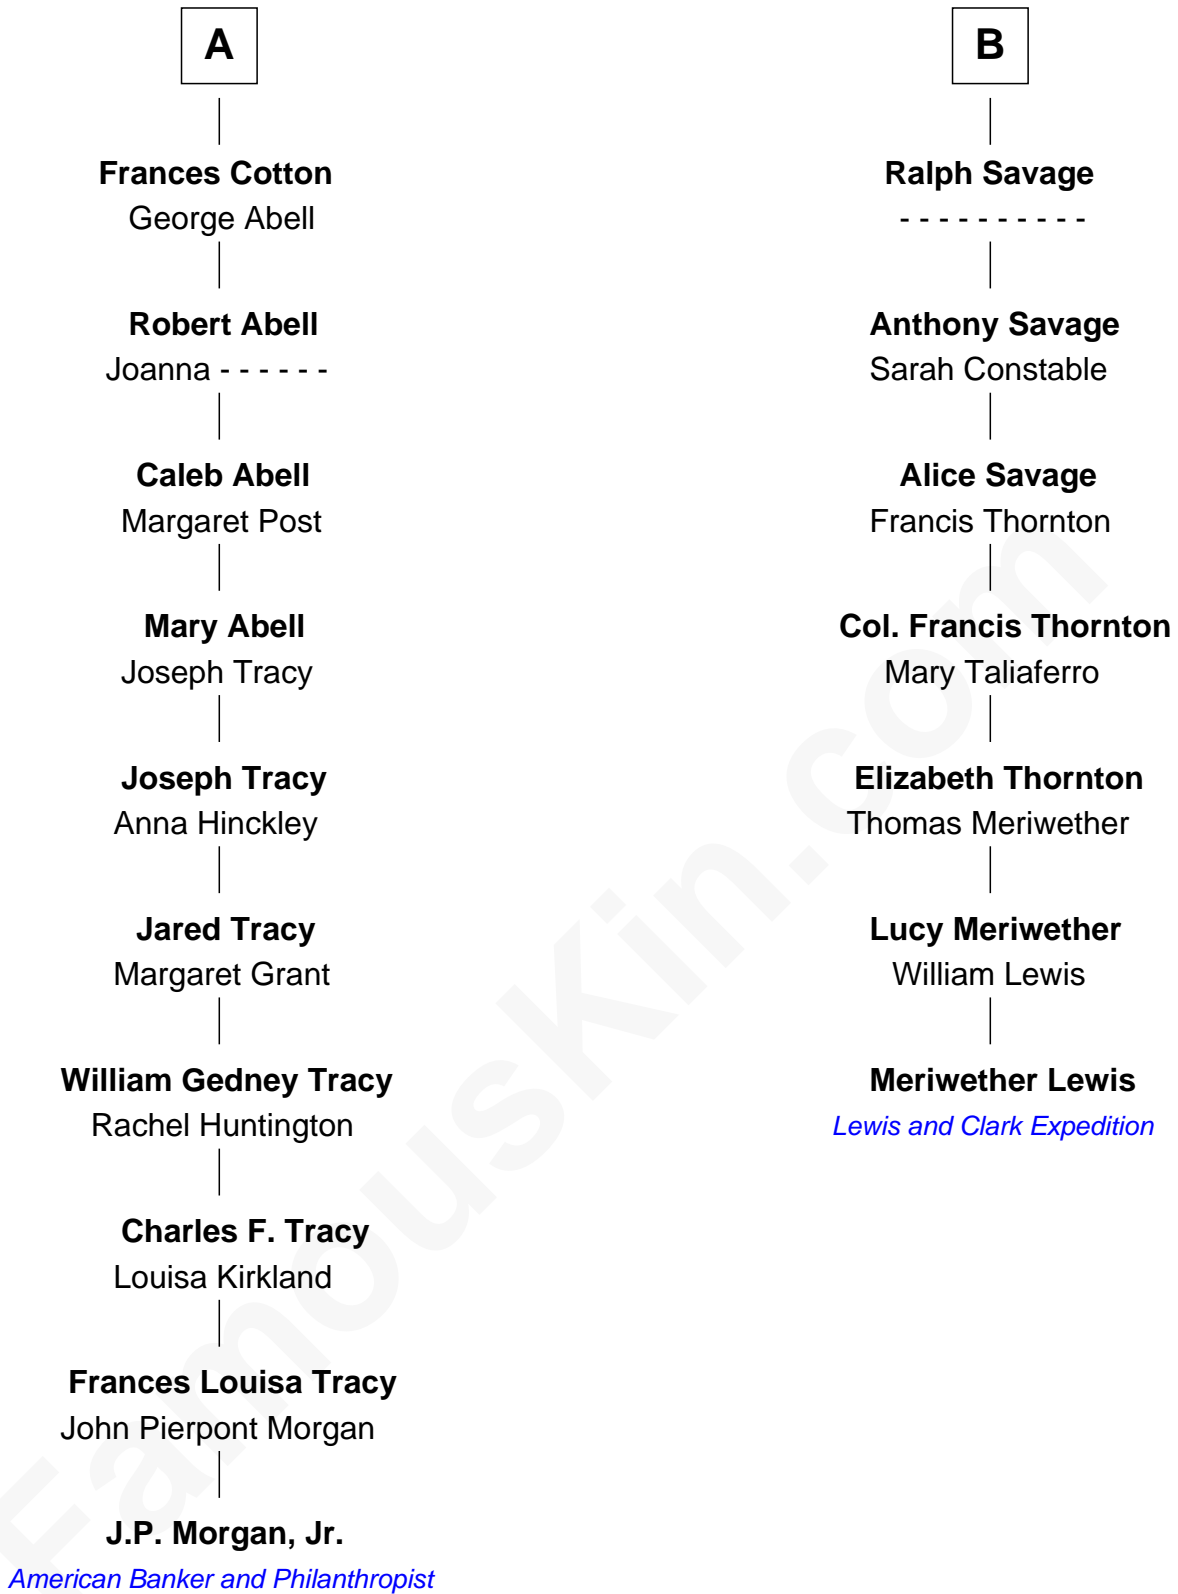 A
Frances Cotton
George Abell
Robert Abell
Joanna - - - - - -
Caleb Abell
Margaret Post
Mary Abell
Joseph Tracy
Joseph Tracy
Anna Hinckley
Jared Tracy
Margaret Grant
William Gedney Tracy
Rachel Huntington
Charles F. Tracy
Louisa Kirkland
Frances Louisa Tracy
John Pierpont Morgan
J.P. Morgan, Jr.
American Banker and Philanthropist
B
Ralph Savage
- - - - - - - - - -
Anthony Savage
Sarah Constable
Alice Savage
Francis Thornton
Col. Francis Thornton
Mary Taliaferro
Elizabeth Thornton
Thomas Meriwether
Lucy Meriwether
William Lewis
Meriwether Lewis
Lewis and Clark Expedition
FamousKin.com